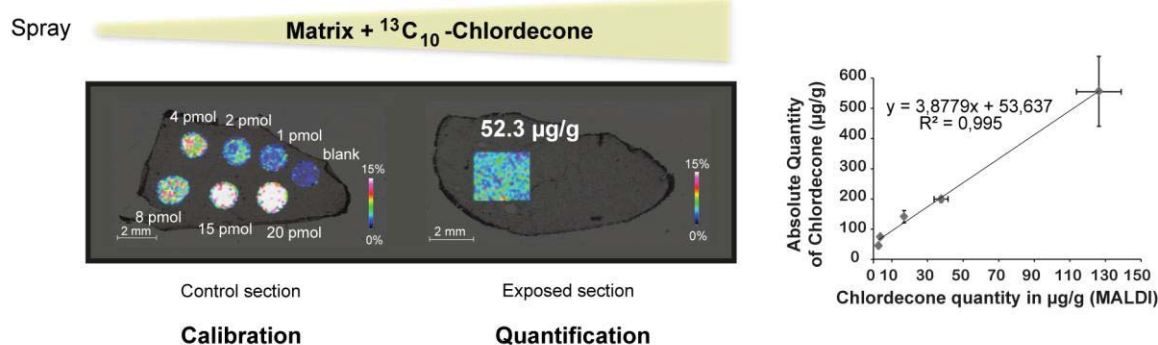 Spray
Matrix + ¹³C₁₀ -Chlordecone
4 pmol
2 pmol
1 pmol
blank
8 pmol
15 pmol
20 pmol
15%
0%
2 mm
52.3 µg/g
15%
0%
2 mm
Control section
Exposed section
Calibration
Quantification
Absolute Quantity
of Chlordecone (µg/g)
600
500
400
300
200
100
0
y = 3,8779x + 53,637
R² = 0,995
0 10 30 50 70 90 110 130 150
Chlordecone quantity in µg/g (MALDI)